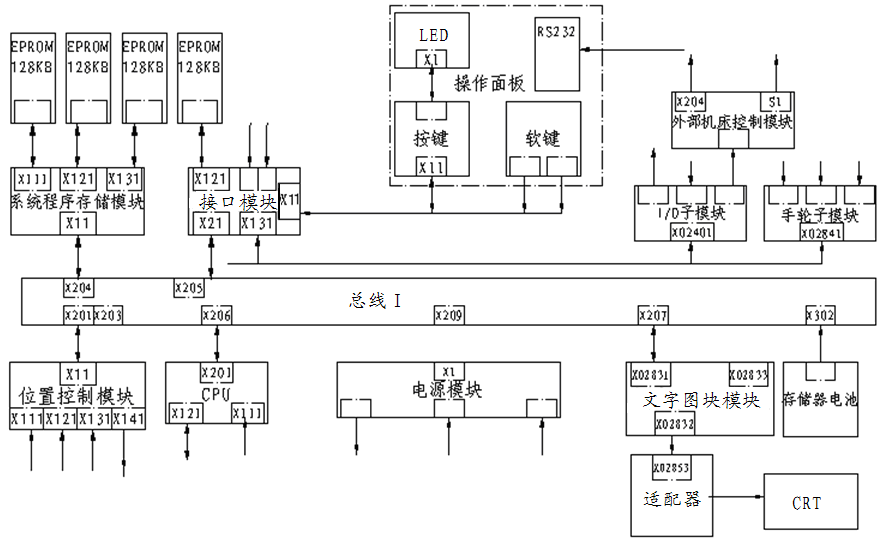 EPROM
128KB
EPROM
128KB
EPROM
128KB
EPROM
128KB
LED
X1
RS232
操作面板
按键
X11
软键
X204
S1
外部机床控制模块
X111
X121
X131
系统程序存储模块
X11
X121
接口模块
X11
X21
X131
I/O子模块
X02401
手轮子模块
X02841
X204
X205
总线 I
X201
X203
X206
X209
X207
X302
X11
位置控制模块
X111
X121
X131
X141
X201
CPU
X121
X111
X1
电源模块
X02831
X02833
文字图块模块
X02832
存储器电池
X02853
适配器
CRT